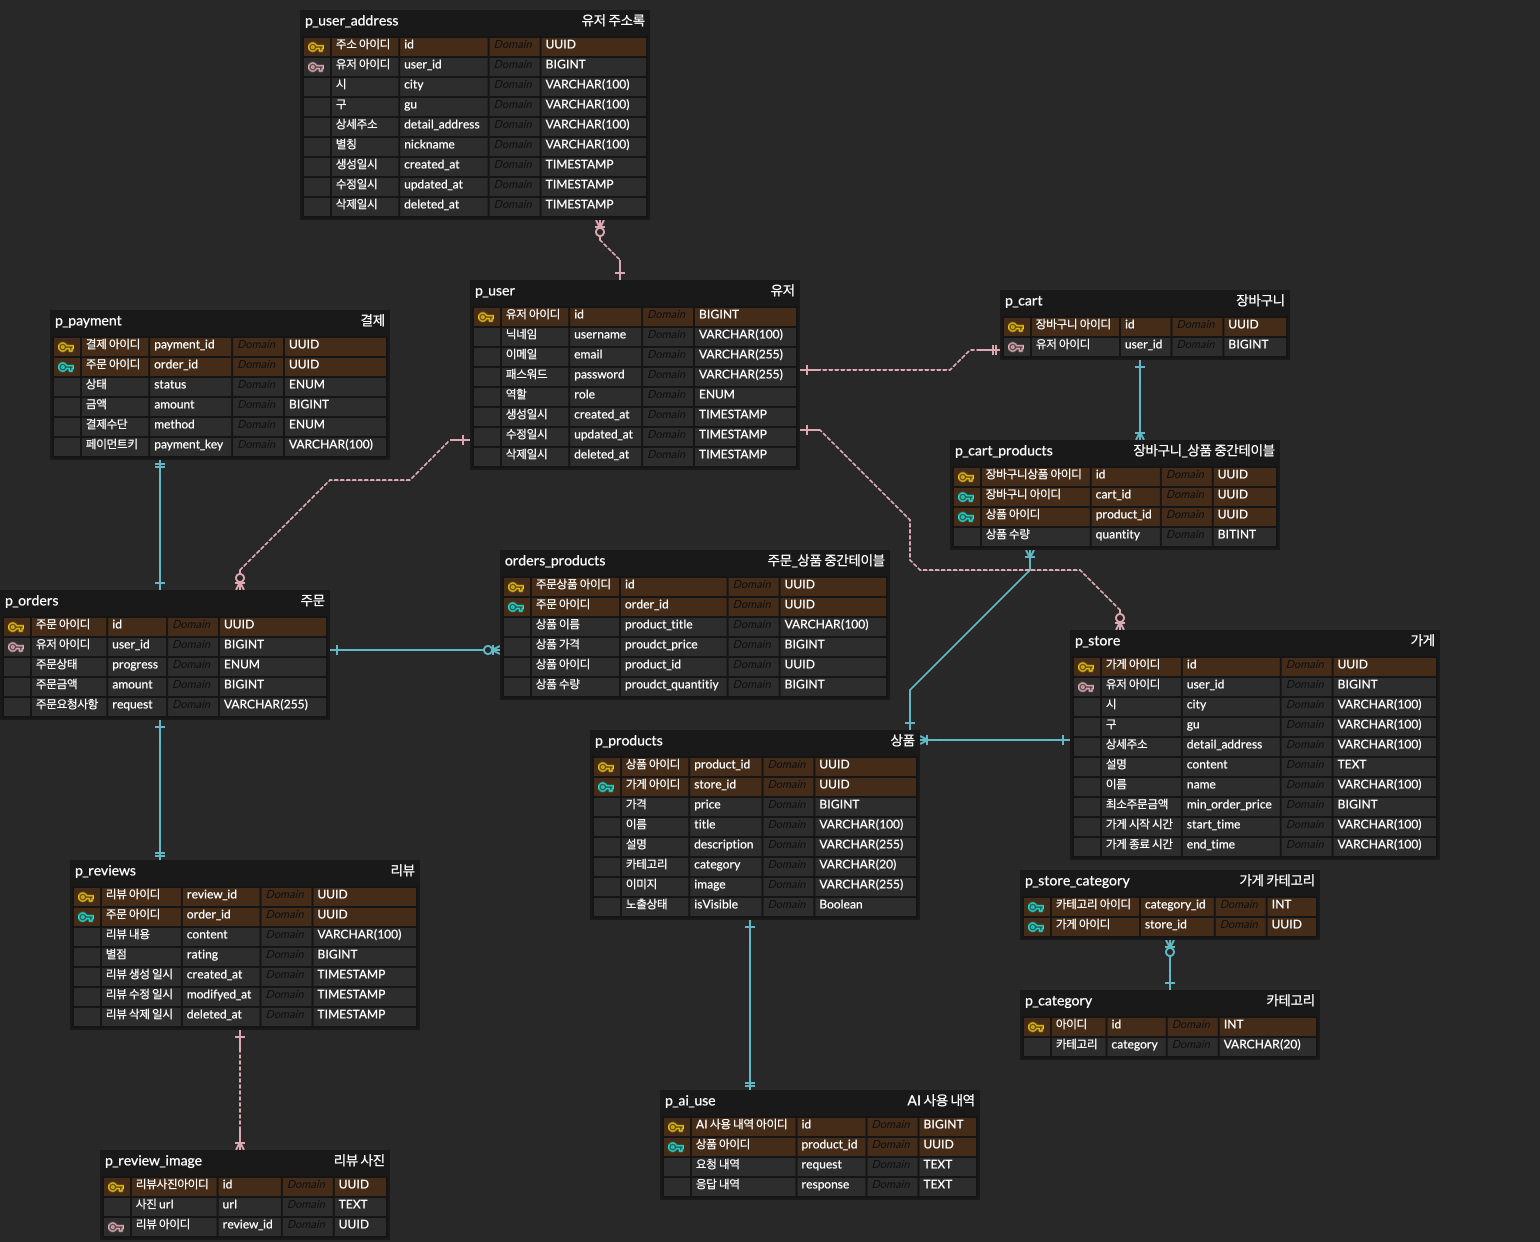 p_user_address 유저 주소록
주소 아이디 id Domain UUID
유저 아이디 user_id Domain BIGINT
시 city Domain VARCHAR(100)
구 gu Domain VARCHAR(100)
상세주소 detail_address Domain VARCHAR(100)
별칭 nickname Domain VARCHAR(100)
생성일시 created_at Domain TIMESTAMP
수정일시 updated_at Domain TIMESTAMP
삭제일시 deleted_at Domain TIMESTAMP
p_user 유저
유저 아이디 id Domain BIGINT
닉네임 username Domain VARCHAR(100)
이메일 email Domain VARCHAR(255)
패스워드 password Domain VARCHAR(255)
역할 role Domain ENUM
생성일시 created_at Domain TIMESTAMP
수정일시 updated_at Domain TIMESTAMP
삭제일시 deleted_at Domain TIMESTAMP
p_cart 장바구니
장바구니 아이디 id Domain UUID
유저 아이디 user_id Domain BIGINT
p_payment 결제
결제 아이디 payment_id Domain UUID
주문 아이디 order_id Domain UUID
상태 status Domain ENUM
금액 amount Domain BIGINT
결제수단 method Domain ENUM
페이먼트키 payment_key Domain VARCHAR(100)
p_cart_products 장바구니_상품 중간테이블
장바구니상품 아이디 id Domain UUID
장바구니 아이디 cart_id Domain UUID
상품 아이디 product_id Domain UUID
상품 수량 quantity Domain BITINT
orders_products 주문_상품 중간테이블
주문상품 아이디 id Domain UUID
주문 아이디 order_id Domain UUID
상품 이름 product_title Domain VARCHAR(100)
상품 가격 proudct_price Domain BIGINT
상품 아이디 product_id Domain UUID
상품 수량 proudct_quantitiy Domain BIGINT
p_orders 주문
주문 아이디 id Domain UUID
유저 아이디 user_id Domain BIGINT
주문상태 progress Domain ENUM
주문금액 amount Domain BIGINT
주문요청사항 request Domain VARCHAR(255)
p_store 가게
가게 아이디 id Domain UUID
유저 아이디 user_id Domain BIGINT
시 city Domain VARCHAR(100)
구 gu Domain VARCHAR(100)
상세주소 detail_address Domain VARCHAR(100)
설명 content Domain TEXT
이름 name Domain VARCHAR(100)
최소주문금액 min_order_price Domain BIGINT
가게 시작 시간 start_time Domain VARCHAR(100)
가게 종료 시간 end_time Domain VARCHAR(100)
p_products 상품
상품 아이디 product_id Domain UUID
가게 아이디 store_id Domain UUID
가격 price Domain BIGINT
이름 title Domain VARCHAR(100)
설명 description Domain VARCHAR(255)
카테고리 category Domain VARCHAR(20)
이미지 image Domain VARCHAR(255)
노출상태 isVisible Domain Boolean
p_reviews 리뷰
리뷰 아이디 review_id Domain UUID
주문 아이디 order_id Domain UUID
리뷰 내용 content Domain VARCHAR(100)
별점 rating Domain BIGINT
리뷰 생성 일시 created_at Domain TIMESTAMP
리뷰 수정 일시 modifyed_at Domain TIMESTAMP
리뷰 삭제 일시 deleted_at Domain TIMESTAMP
p_store_category 가게 카테고리
카테고리 아이디 category_id Domain INT
가게 아이디 store_id Domain UUID
p_category 카테고리
아이디 id Domain INT
카테고리 category Domain VARCHAR(20)
p_ai_use AI 사용 내역
AI 사용 내역 아이디 id Domain BIGINT
상품 아이디 product_id Domain UUID
요청 내역 request Domain TEXT
응답 내역 response Domain TEXT
p_review_image 리뷰 사진
리뷰사진아이디 id Domain UUID
사진 url url Domain TEXT
리뷰 아이디 review_id Domain UUID